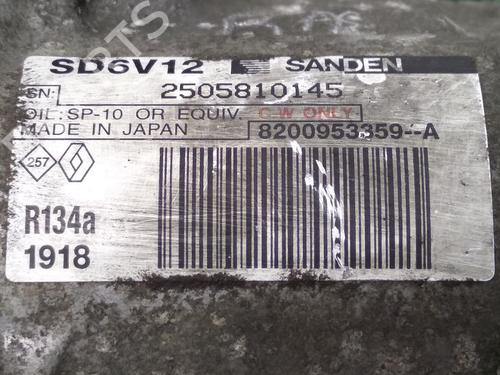 SD6V12 SANDEN
SN: 2505810145
OIL: SP-10 OR EQUIV. C.W ONLY
MADE IN JAPAN 8200953359--A
257
R134a
1918